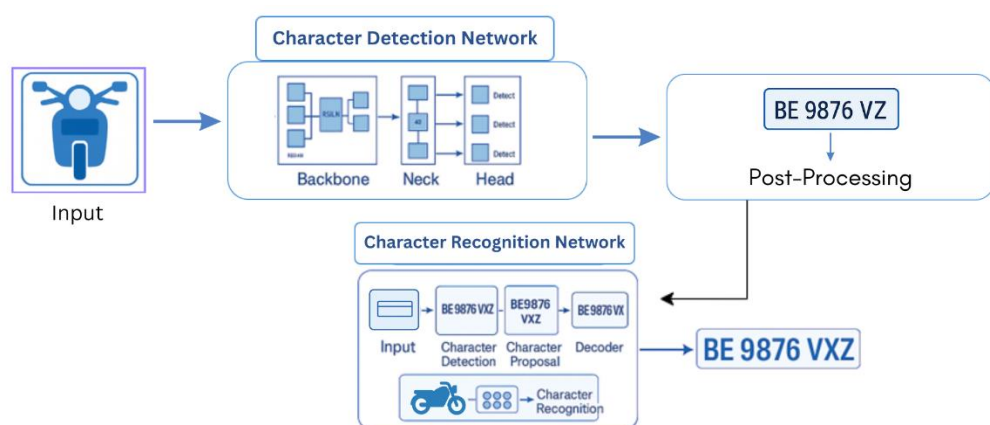 Character Detection Network
Detect
Detect
Detect
Backbone
Neck
Head
Input
BE 9876 VZ
Post-Processing
Character Recognition Network
BE 9876 VXZ
BE9876
VXZ
BE 9876 VX
Input
Character
Detection
Character
Proposal
Decoder
BE 9876 VXZ
Character
Recognition